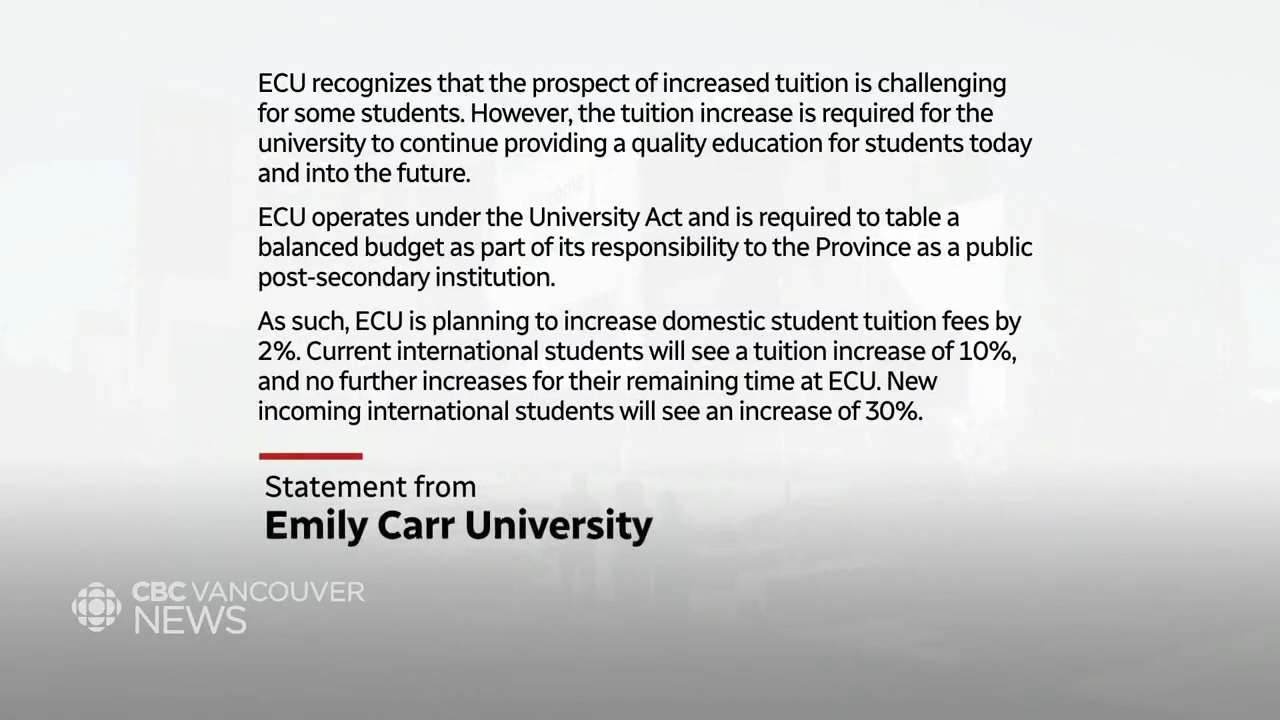 ECU recognizes that the prospect of increased tuition is challenging
for some students. However, the tuition increase is required for the
university to continue providing a quality education for students today
and into the future.
ECU operates under the University Act and is required to table a
balanced budget as part of its responsibility to the Province as a public
post-secondary institution.
As such, ECU is planning to increase domestic student tuition fees by
2%. Current international students will see a tuition increase of 10%,
and no further increases for their remaining time at ECU. New
incoming international students will see an increase of 30%.
Statement from
Emily Carr University
CBC VANCOUVER
NEWS